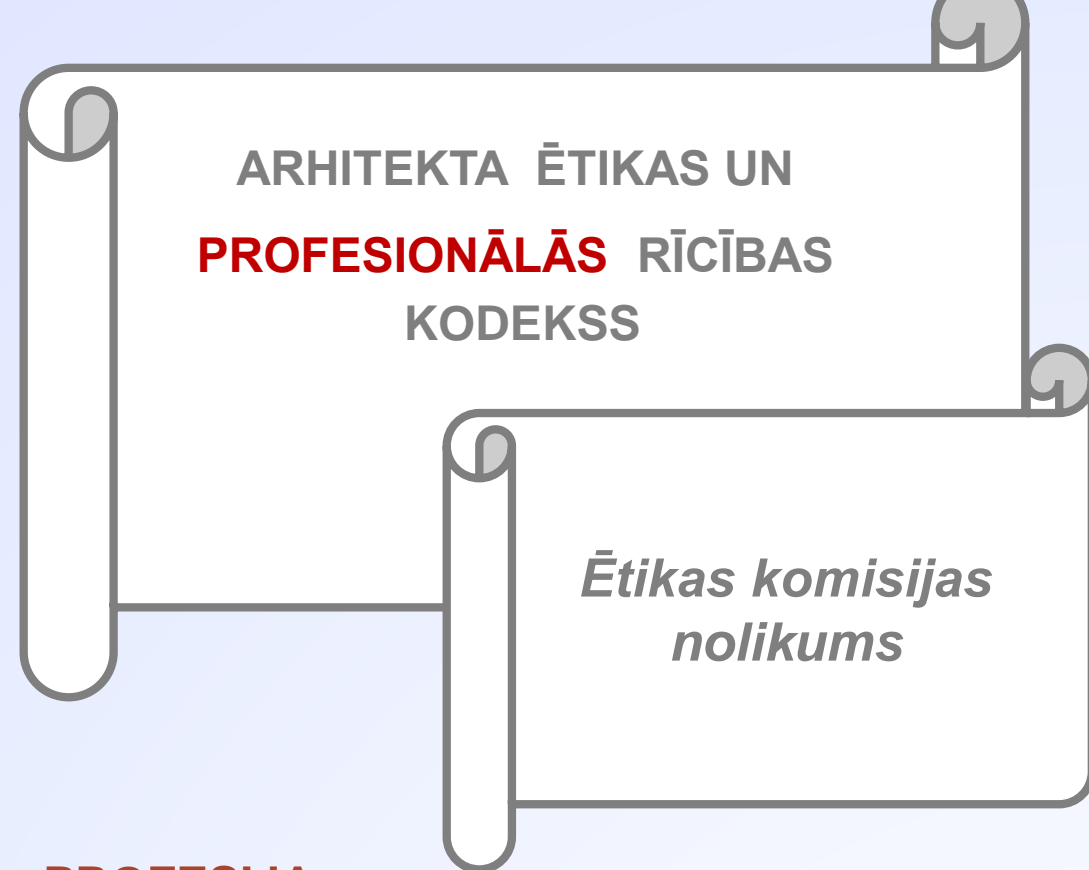 ARHITEKTA ĒTIKAS UN
PROFESIONĀLĀS RĪCĪBAS
KODEKSS
Ētikas komisijas
nolikums